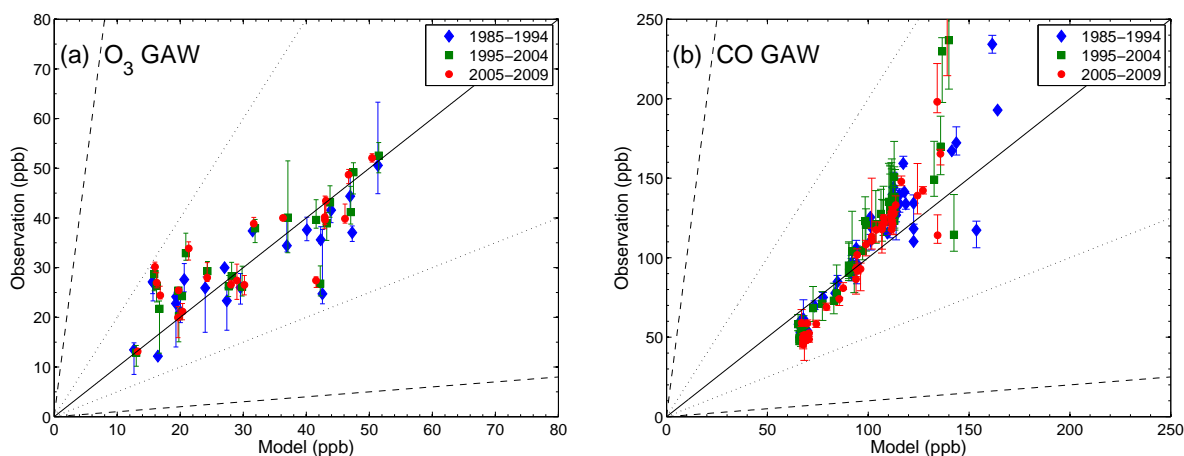 (a) O3 GAW
1985−1994
1995−2004
2005−2009
80
70
60
50
40
30
20
10
0
0 10 20 30 40 50 60 70 80
Observation (ppb)
Model (ppb)
(b) CO GAW
1985−1994
1995−2004
2005−2009
250
200
150
100
50
0
0 50 100 150 200 250
Observation (ppb)
Model (ppb)